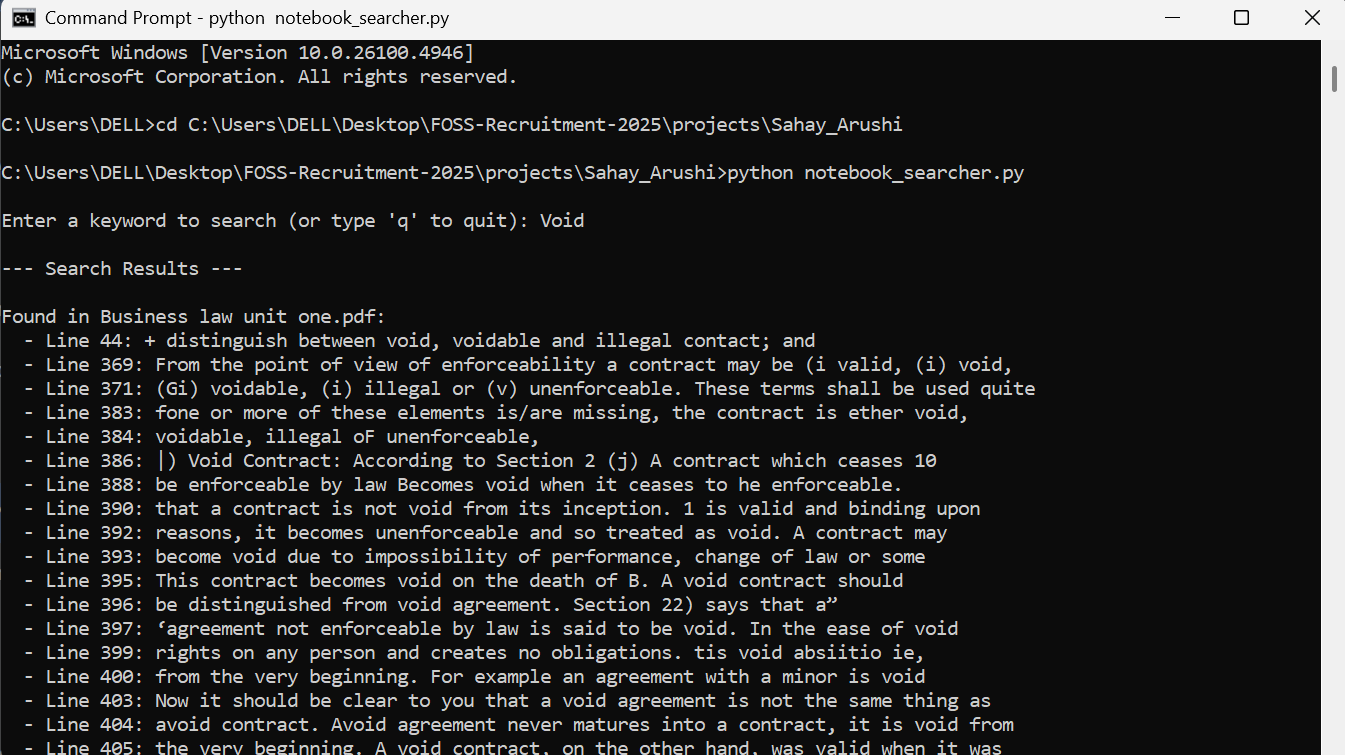 Command Prompt - python  notebook_searcher.py
Microsoft Windows [Version 10.0.26100.4946]
(c) Microsoft Corporation. All rights reserved.
C:\Users\DELL>cd C:\Users\DELL\Desktop\FOSS-Recruitment-2025\projects\Sahay_Arushi
C:\Users\DELL\Desktop\FOSS-Recruitment-2025\projects\Sahay_Arushi>python notebook_searcher.py
Enter a keyword to search (or type 'q' to quit): Void
--- Search Results ---
Found in Business law unit one.pdf:
- Line 44: + distinguish between void, voidable and illegal contact; and
- Line 369: From the point of view of enforceability a contract may be (i valid, (i) void,
- Line 371: (Gi) voidable, (i) illegal or (v) unenforceable. These terms shall be used quite
- Line 383: fone or more of these elements is/are missing, the contract is ether void,
- Line 384: voidable, illegal oF unenforceable,
- Line 386: |) Void Contract: According to Section 2 (j) A contract which ceases 10
- Line 388: be enforceable by law Becomes void when it ceases to he enforceable.
- Line 390: that a contract is not void from its inception. 1 is valid and binding upon
- Line 392: reasons, it becomes unenforceable and so treated as void. A contract may
- Line 393: become void due to impossibility of performance, change of law or some
- Line 395: This contract becomes void on the death of B. A void contract should
- Line 396: be distinguished from void agreement. Section 22) says that a”
- Line 397: ‘agreement not enforceable by law is said to be void. In the ease of void
- Line 399: rights on any person and creates no obligations. tis void absiitio ie,
- Line 400: from the very beginning. For example an agreement with a minor is void
- Line 403: Now it should be clear to you that a void agreement is not the same thing as
- Line 404: avoid contract. Avoid agreement never matures into a contract, it is void from
- Line 405: the very beginning. A void contract, on the other hand, was valid when it was